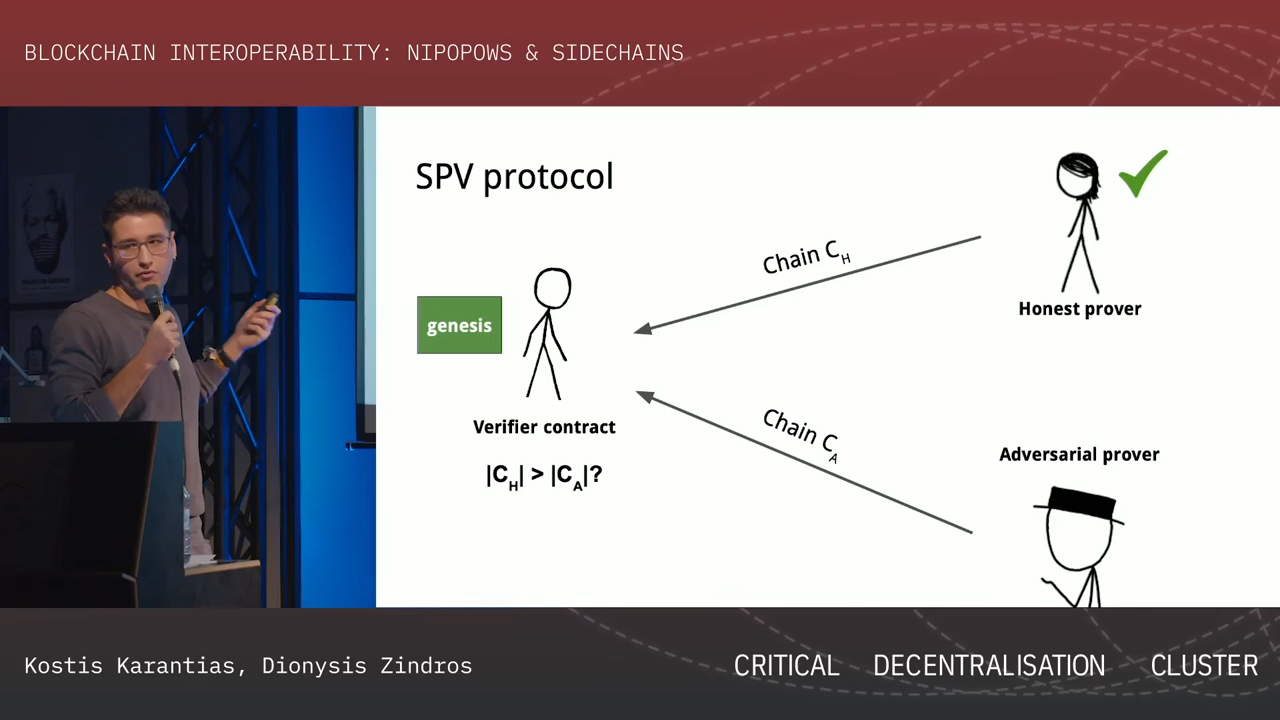 BLOCKCHAIN INTEROPERABILITY: NIPOPOWS & SIDECHAINS
SPV protocol
Chain C_H
Honest prover
genesis
Verifier contract
|C_H| > |C_A|?
Chain C_A
Adversarial prover
Kostis Karantias, Dionysis Zindros
CRITICAL DECENTRALISATION CLUSTER